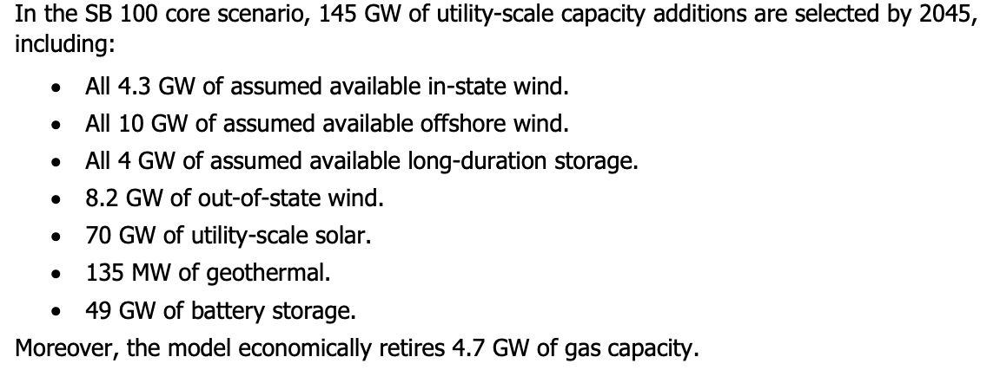 In the SB 100 core scenario, 145 GW of utility-scale capacity additions are selected by 2045,
including:
• All 4.3 GW of assumed available in-state wind.
• All 10 GW of assumed available offshore wind.
• All 4 GW of assumed available long-duration storage.
• 8.2 GW of out-of-state wind.
• 70 GW of utility-scale solar.
• 135 MW of geothermal.
• 49 GW of battery storage.
Moreover, the model economically retires 4.7 GW of gas capacity.